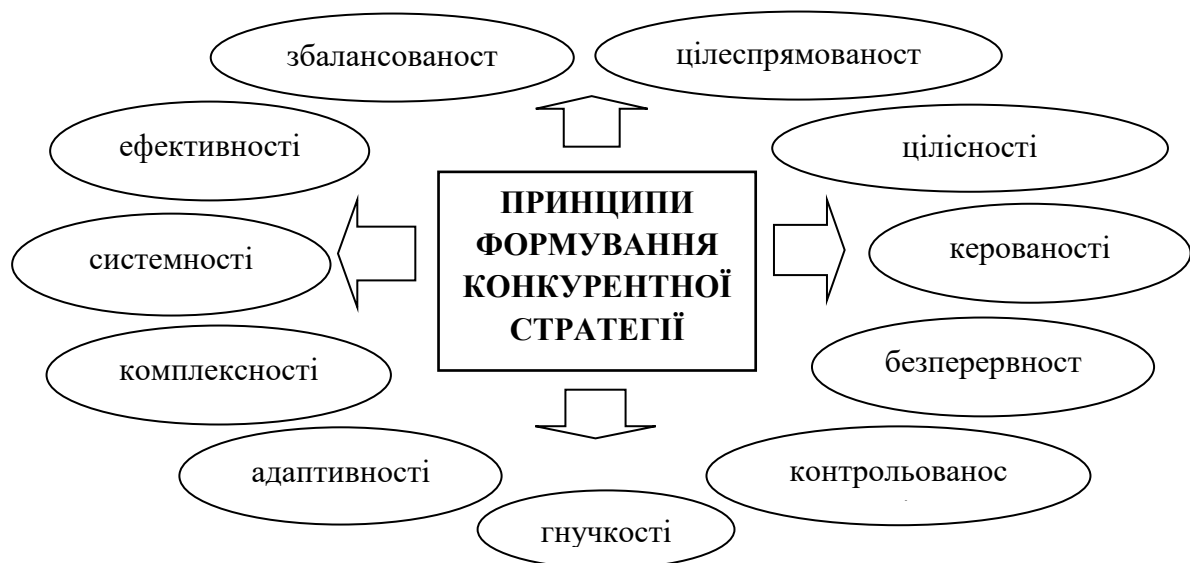 збалансованост
цілеспрямованост
ефективності
цілісності
ПРИНЦИПИ
ФОРМУВАННЯ
КОНКУРЕНТНОЇ
СТРАТЕГІЇ
системності
керованості
комплексності
безперервност
адаптивності
контрольованос
гнучкості